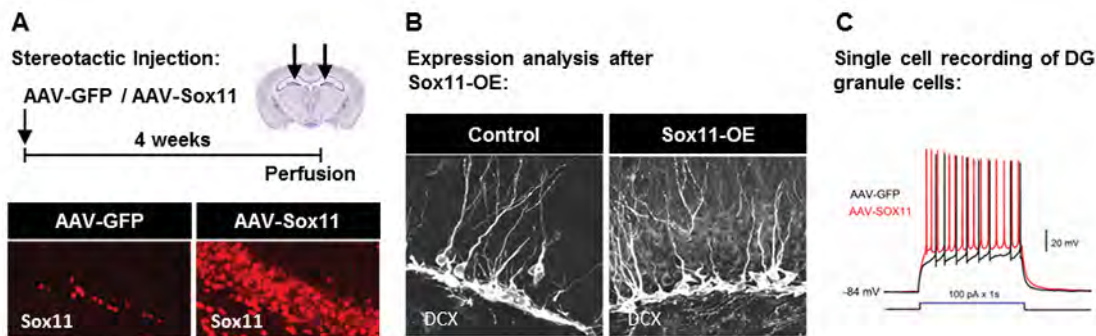 A
Stereotactic Injection:
AAV-GFP / AAV-Sox11
4 weeks
Perfusion
AAV-GFP
AAV-Sox11
Sox11
Sox11
B
Expression analysis after
Sox11-OE:
Control
Sox11-OE
DCX
DCX
C
Single cell recording of DG
granule cells:
AAV-GFP
AAV-SOX11
20 mV
-84 mV
100 pA x 1s